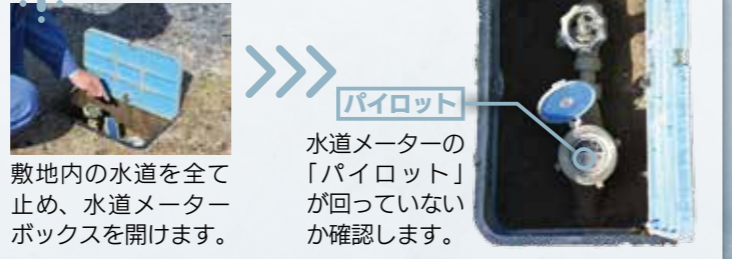 敷地内の水道を全て
止め、水道メーター
ボックスを開けます。
パイロット
水道メーターの
「パイロット」
が回っていない
か確認します。